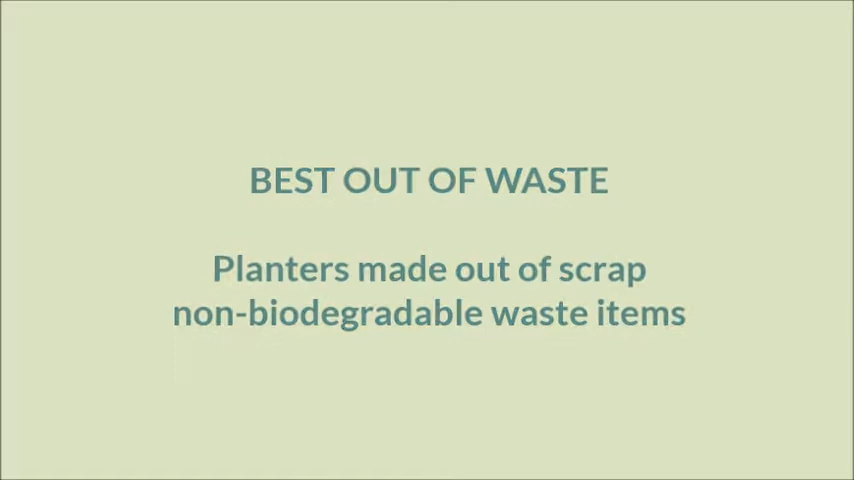 BEST OUT OF WASTE
Planters made out of scrap
non-biodegradable waste items